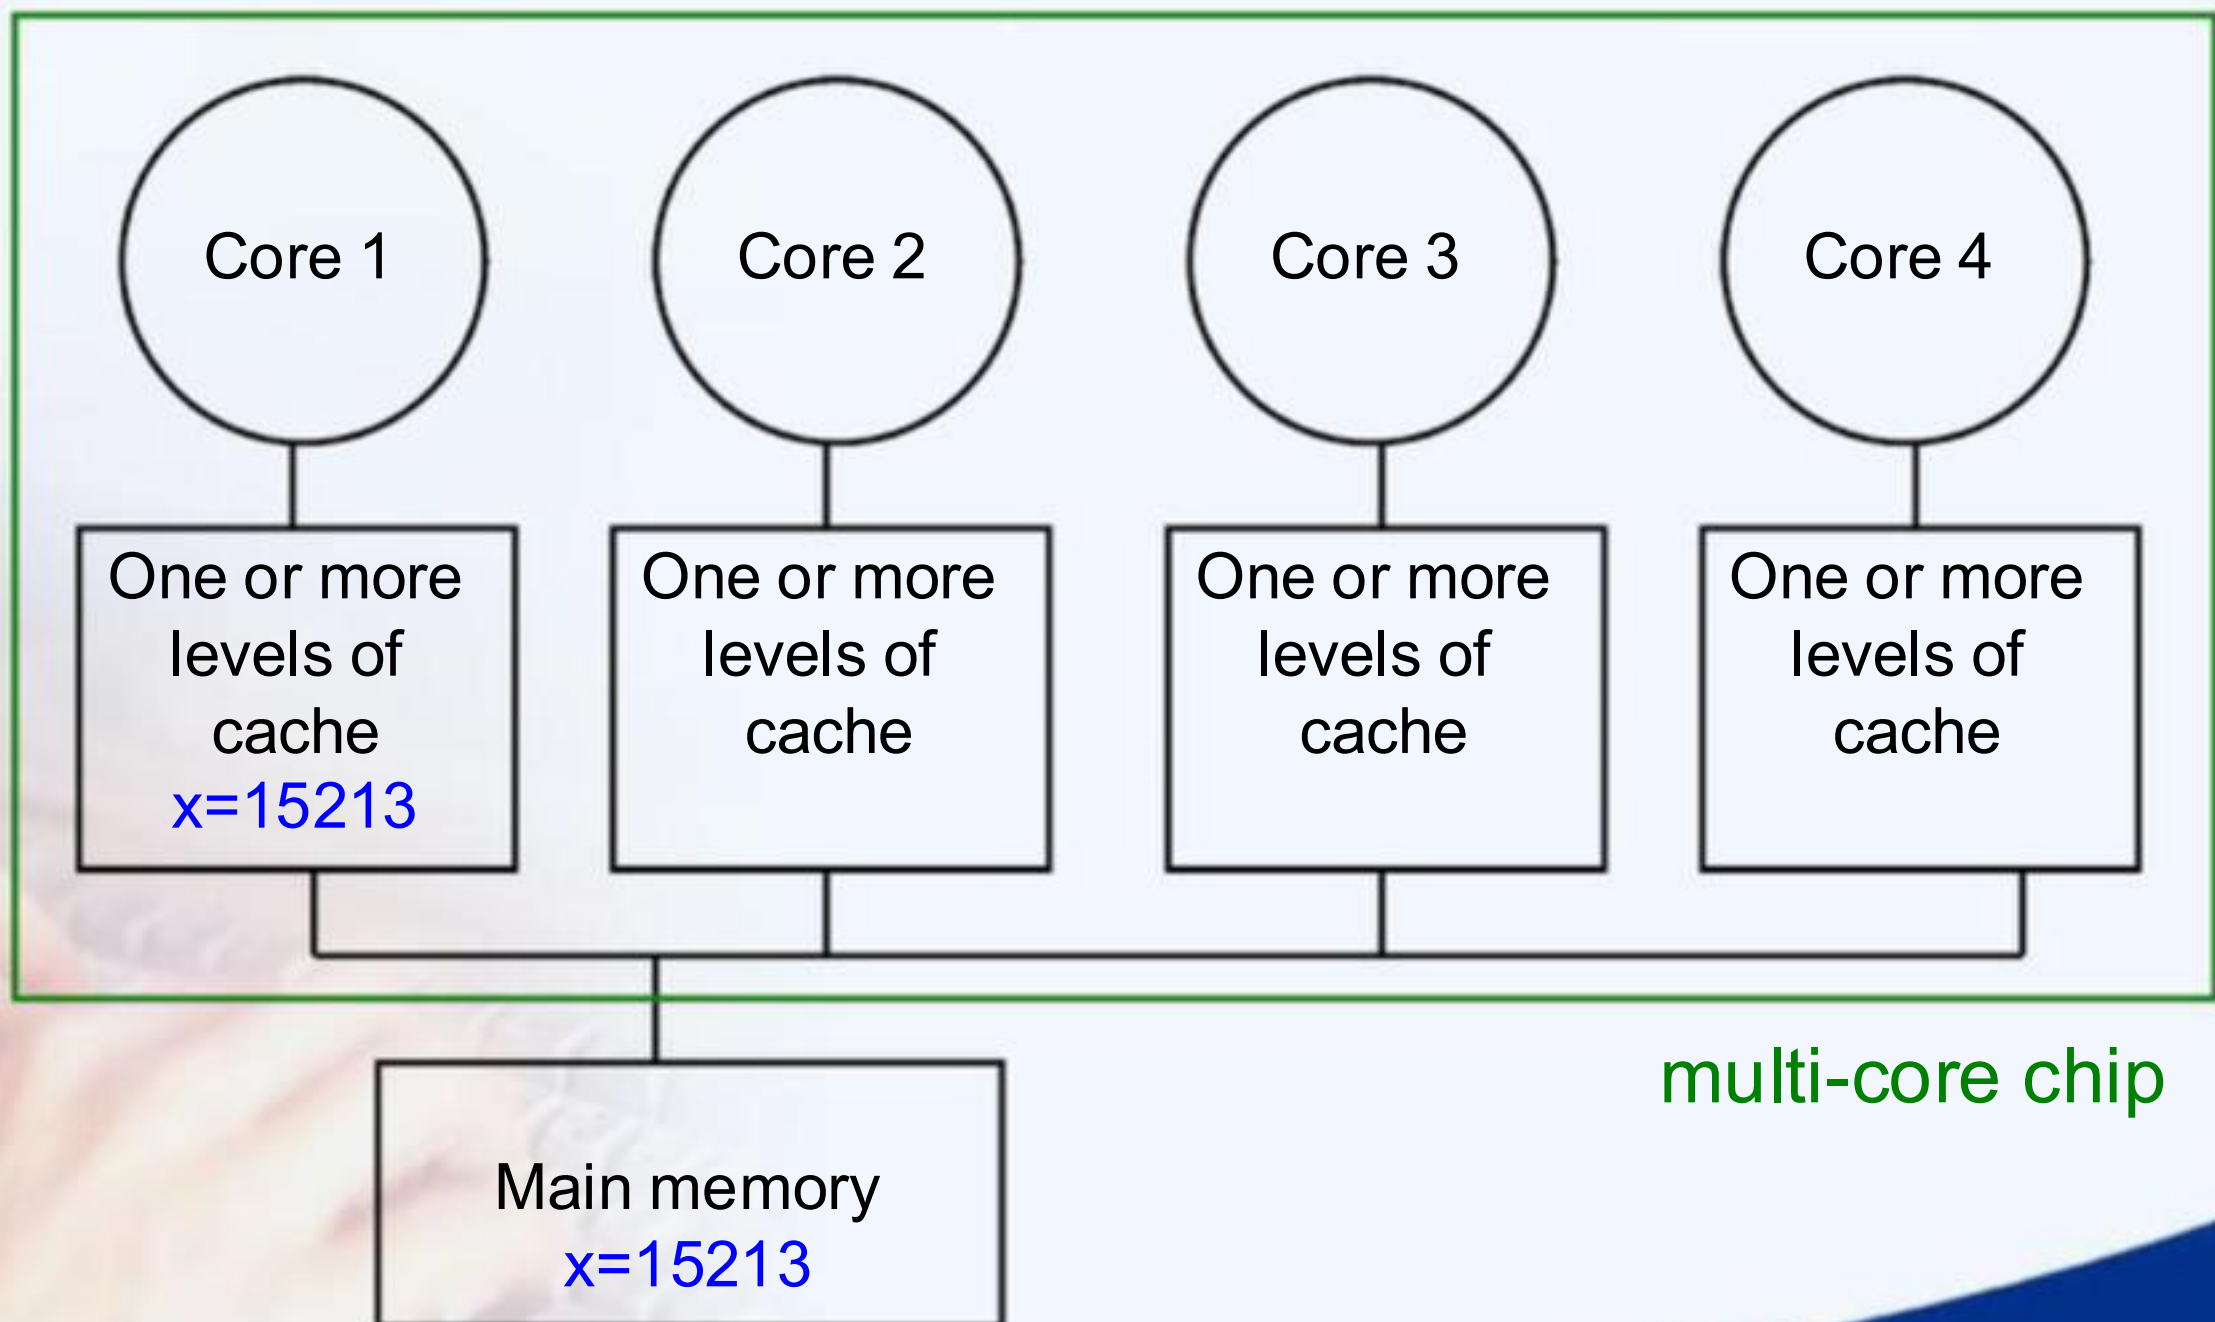 Core 1
Core 2
Core 3
Core 4
One or more
levels of
cache
x=15213
One or more
levels of
cache
One or more
levels of
cache
One or more
levels of
cache
multi-core chip
Main memory
x=15213